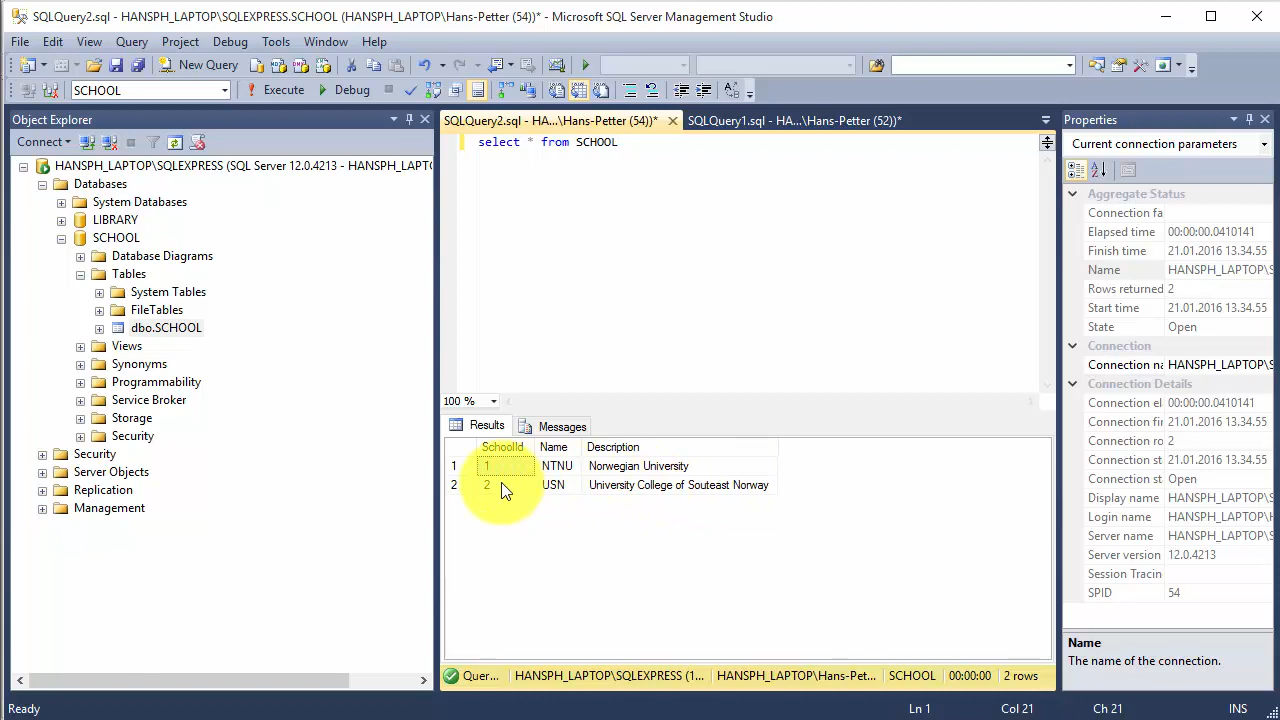 SQLQuery2.sql - HANSPH_LAPTOP\SQLEXPRESS.SCHOOL (HANSPH_LAPTOP\Hans-Petter (54))* - Microsoft SQL Server Management Studio
File Edit View Query Project Debug Tools Window Help
New Query
SCHOOL Execute Debug
Object Explorer
Connect
HANSPH_LAPTOP\SQLEXPRESS (SQL Server 12.0.4213 - HANSPH_LAPTO
Databases
System Databases
LIBRARY
SCHOOL
Database Diagrams
Tables
System Tables
FileTables
dbo.SCHOOL
Views
Synonyms
Programmability
Service Broker
Storage
Security
Security
Server Objects
Replication
Management
SQLQuery2.sql - HA...\Hans-Petter (54))* SQLQuery1.sql - HA...\Hans-Petter (52))*
select * from SCHOOL
100 %
Results Messages
SchoolId Name Description
1 1 NTNU Norwegian University
2 2 USN University College of Souteast Norway
Quer... HANSPH_LAPTOP\SQLEXPRESS (1... HANSPH_LAPTOP\Hans-Pet... SCHOOL 00:00:00 2 rows
Properties
Current connection parameters
Aggregate Status
Connection fa
Elapsed time 00:00:00.0410141
Finish time 21.01.2016 13.34.55
Name HANSPH_LAPTOP\S
Rows returned 2
Start time 21.01.2016 13.34.55
State Open
Connection
Connection na HANSPH_LAPTOP\S
Connection Details
Connection el 00:00:00.0410141
Connection fin 21.01.2016 13.34.55
Connection ro 2
Connection st 21.01.2016 13.34.55
Connection st Open
Display name HANSPH_LAPTOP\S
Login name HANSPH_LAPTOP\H
Server name HANSPH_LAPTOP\S
Server version 12.0.4213
Session Tracin
SPID 54
Name
The name of the connection.
Ready Ln 1 Col 21 Ch 21 INS